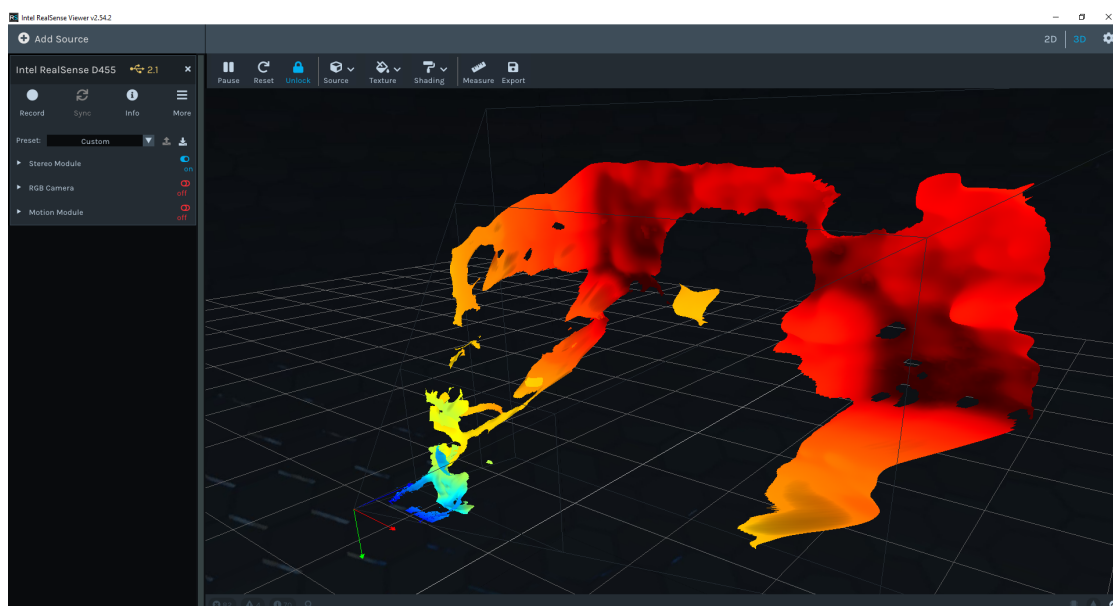 RS Intel RealSense Viewer v2.54.2
Add Source
2D 3D
Intel RealSense D455 2.1
Record Sync Info More
Preset: Custom
Stereo Module on
RGB Camera off
Motion Module off
Pause Reset Unlock Source Texture Shading Measure Export